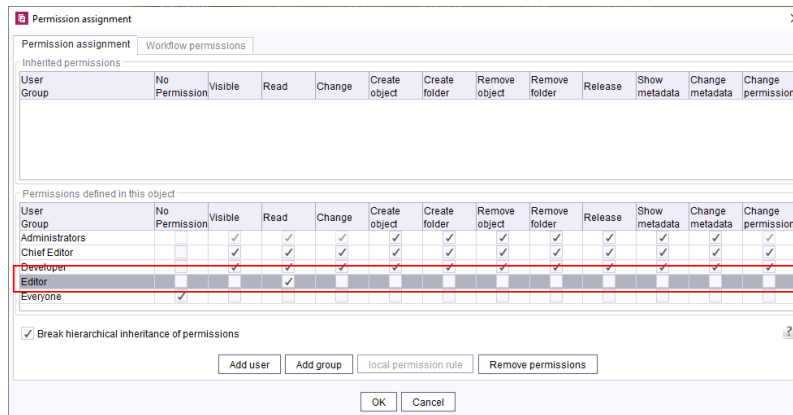 Permission assignment
Permission assignment Workflow permissions
Inherited permissions
User Group No Permission Visible Read Change Create object Create folder Remove object Remove folder Release Show metadata Change metadata Change permission
Permissions defined in this object
User Group No Permission Visible Read Change Create object Create folder Remove object Remove folder Release Show metadata Change metadata Change permission
Administrators
Chief Editor
Developer
Editor
Everyone
Break hierarchical inheritance of permissions
Add user Add group local permission rule Remove permissions
OK Cancel